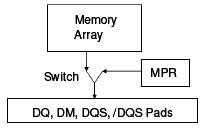 Memory
Array
Switch
MPR
DQ, DM, DQS, /DQS Pads